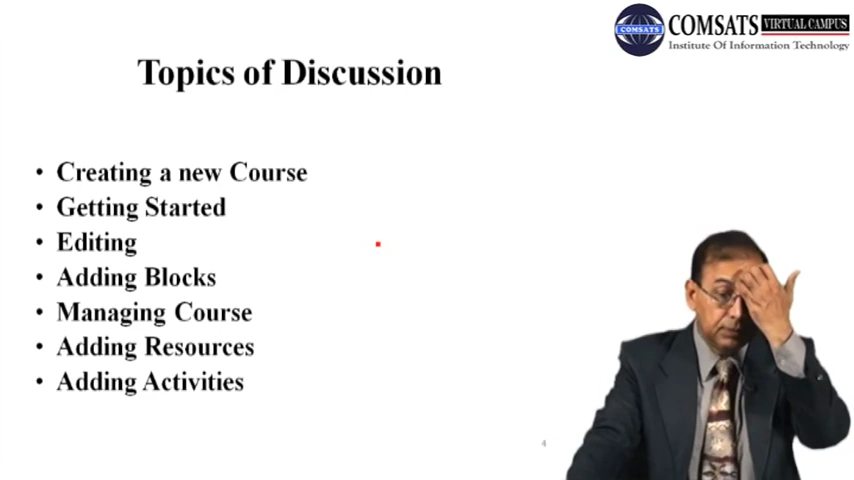 COMSATS VIRTUAL CAMPUS
COMSATS
Institute Of Information Technology
Topics of Discussion
• Creating a new Course
• Getting Started
• Editing
• Adding Blocks
• Managing Course
• Adding Resources
• Adding Activities
4